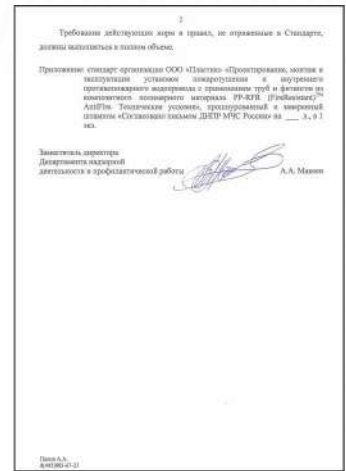 2
Требования действующих норм и правил, не отраженные в Стандарте,
должны выполняться в полном объеме.
Приложение: стандарт организации ООО «Пластик» «Проектирование, монтаж и
эксплуатация установок пожаротушения и внутреннего
противопожарного водопровода с применением труб и фитингов из
композитного полимерного материала PP-RFR (FireResistant)™
AntiFire. Технические условия», прошнурованный и заверенный
штампом «Согласовано письмом ДНПР МЧС России» на ___ л., в 1
экз.
Заместитель директора
Департамента надзорной
деятельности и профилактической работы А.А. Макеев